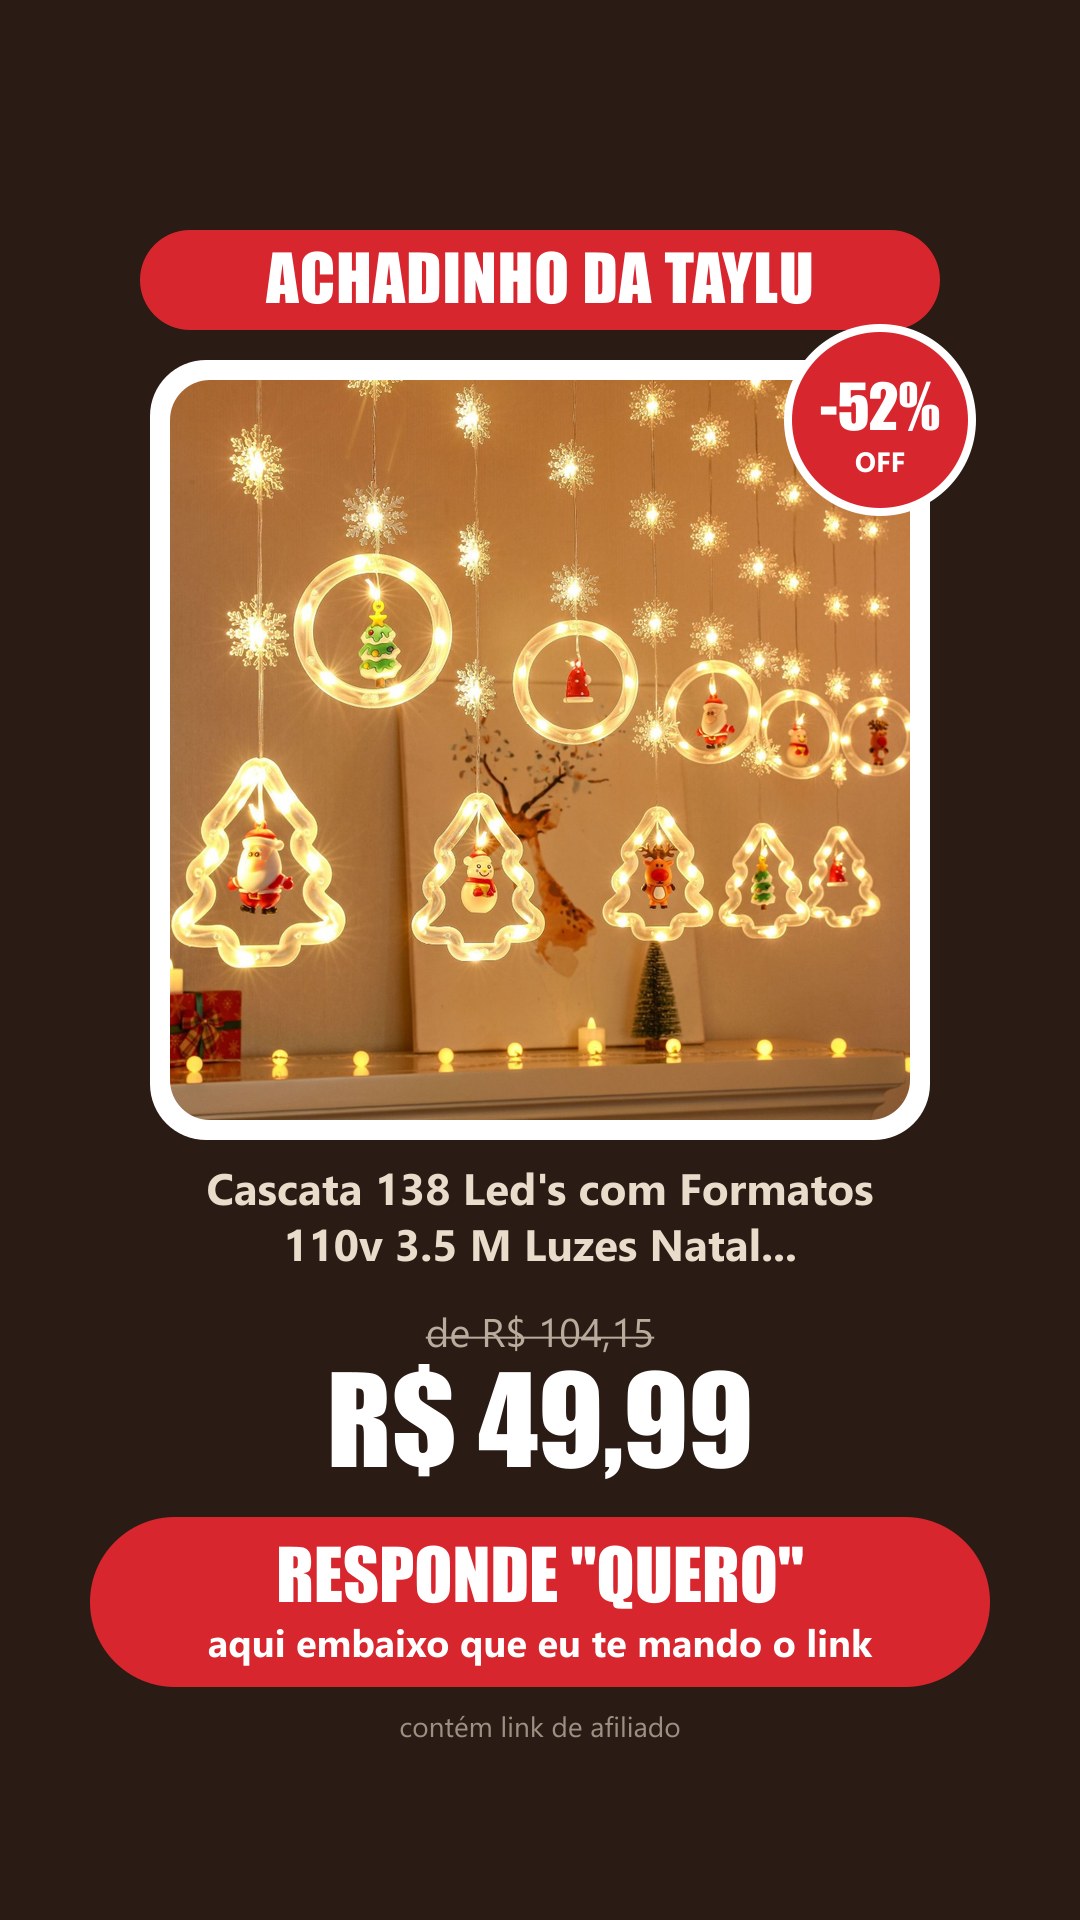 ACHADINHO DA TAYLU
-52%
OFF
Cascata 138 Led's com Formatos
110v 3.5 M Luzes Natal...
de R$ 104,15
R$ 49,99
RESPONDE "QUERO"
aqui embaixo que eu te mando o link
contém link de afiliado